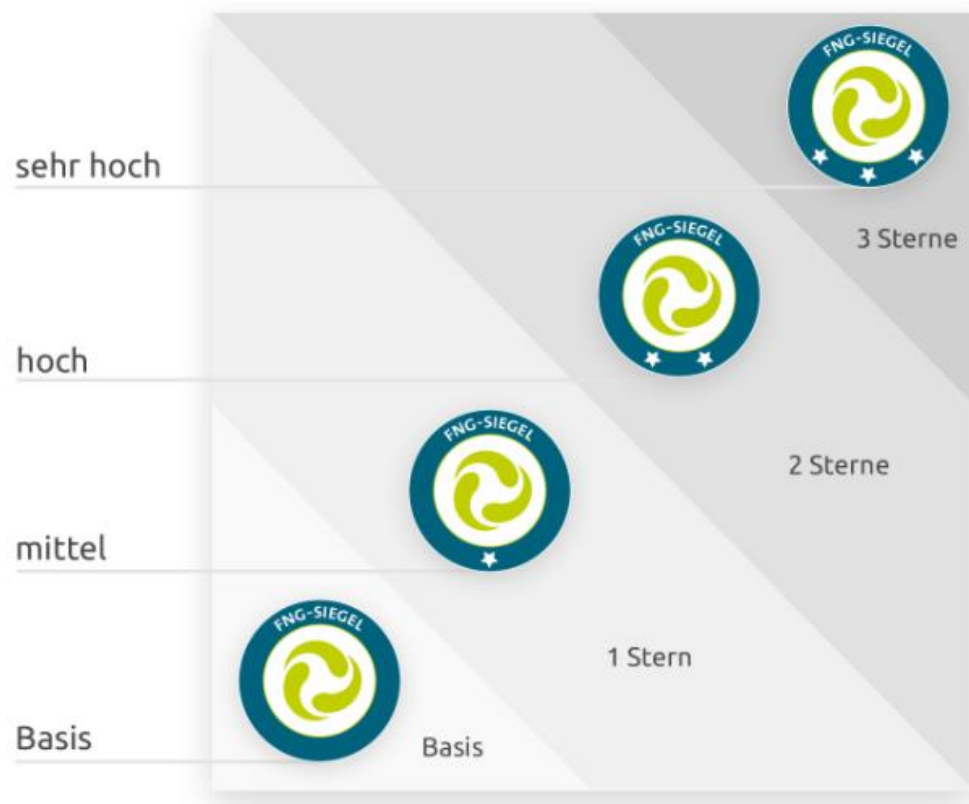 FNG-SIEGEL
sehr hoch
3 Sterne
FNG-SIEGEL
hoch
FNG-SIEGEL
2 Sterne
mittel
FNG-SIEGEL
1 Stern
Basis
Basis